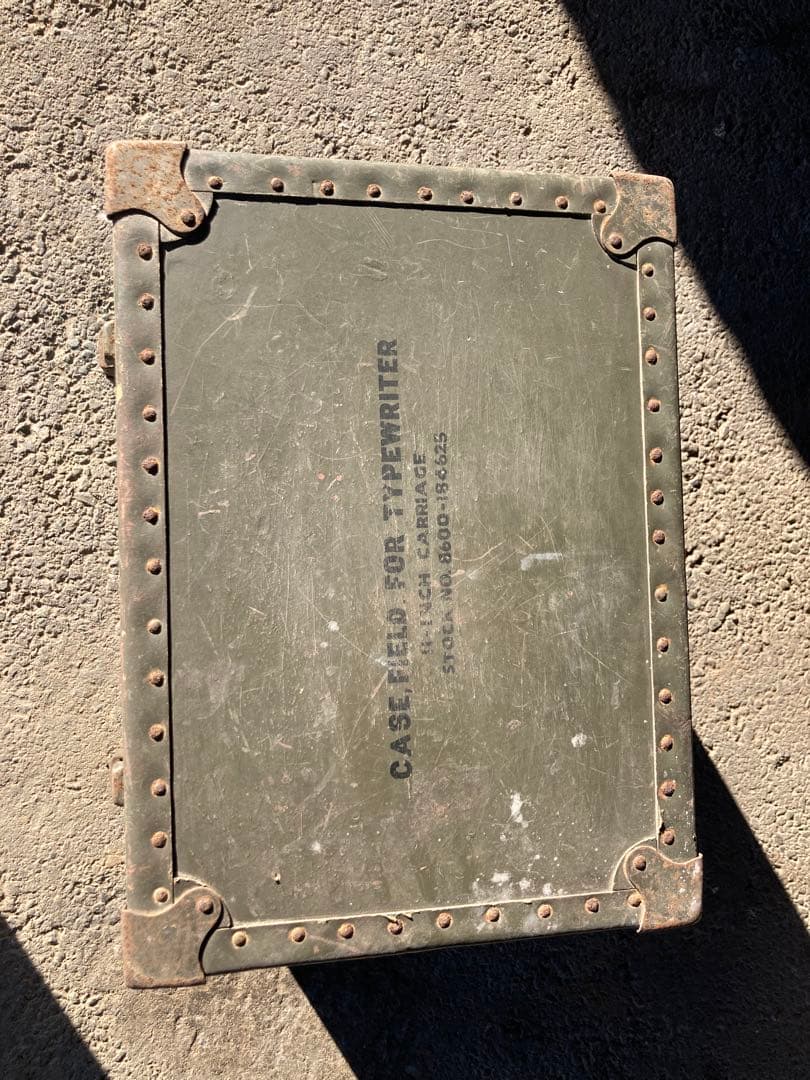 CASE, FIELD FOR TYPEWRITER
11-INCH CARRIAGE
STOCK NO. 8600-184625